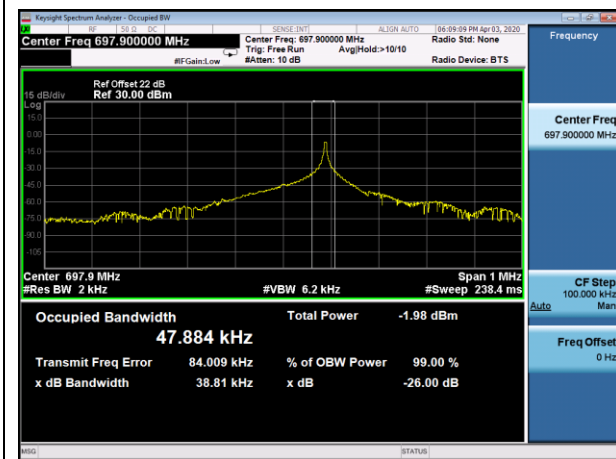 Keysight Spectrum Analyzer - Occupied BW
RF 50 Ω DC SENSE:INT ALIGN AUTO 06:09:09 PM Apr 03, 2020
Center Freq 697.900000 MHz
Center Freq: 697.900000 MHz
Radio Std: None
Trig: Free Run Avg|Hold:>10/10
#IFGain:Low #Atten: 10 dB Radio Device: BTS
Ref Offset 22 dB
15 dB/div Ref 30.00 dBm
Log
15.0
0.00
-15.0
-30.0
-45.0
-60.0
-75.0
-90.0
-105
Center 697.9 MHz Span 1 MHz
#Res BW 2 kHz #VBW 6.2 kHz #Sweep 238.4 ms
Occupied Bandwidth Total Power -1.98 dBm
47.884 kHz
Transmit Freq Error 84.009 kHz % of OBW Power 99.00 %
x dB Bandwidth 38.81 kHz x dB -26.00 dB
MSG STATUS
Frequency
Center Freq
697.900000 MHz
CF Step
100.000 kHz
Auto Man
Freq Offset
0 Hz